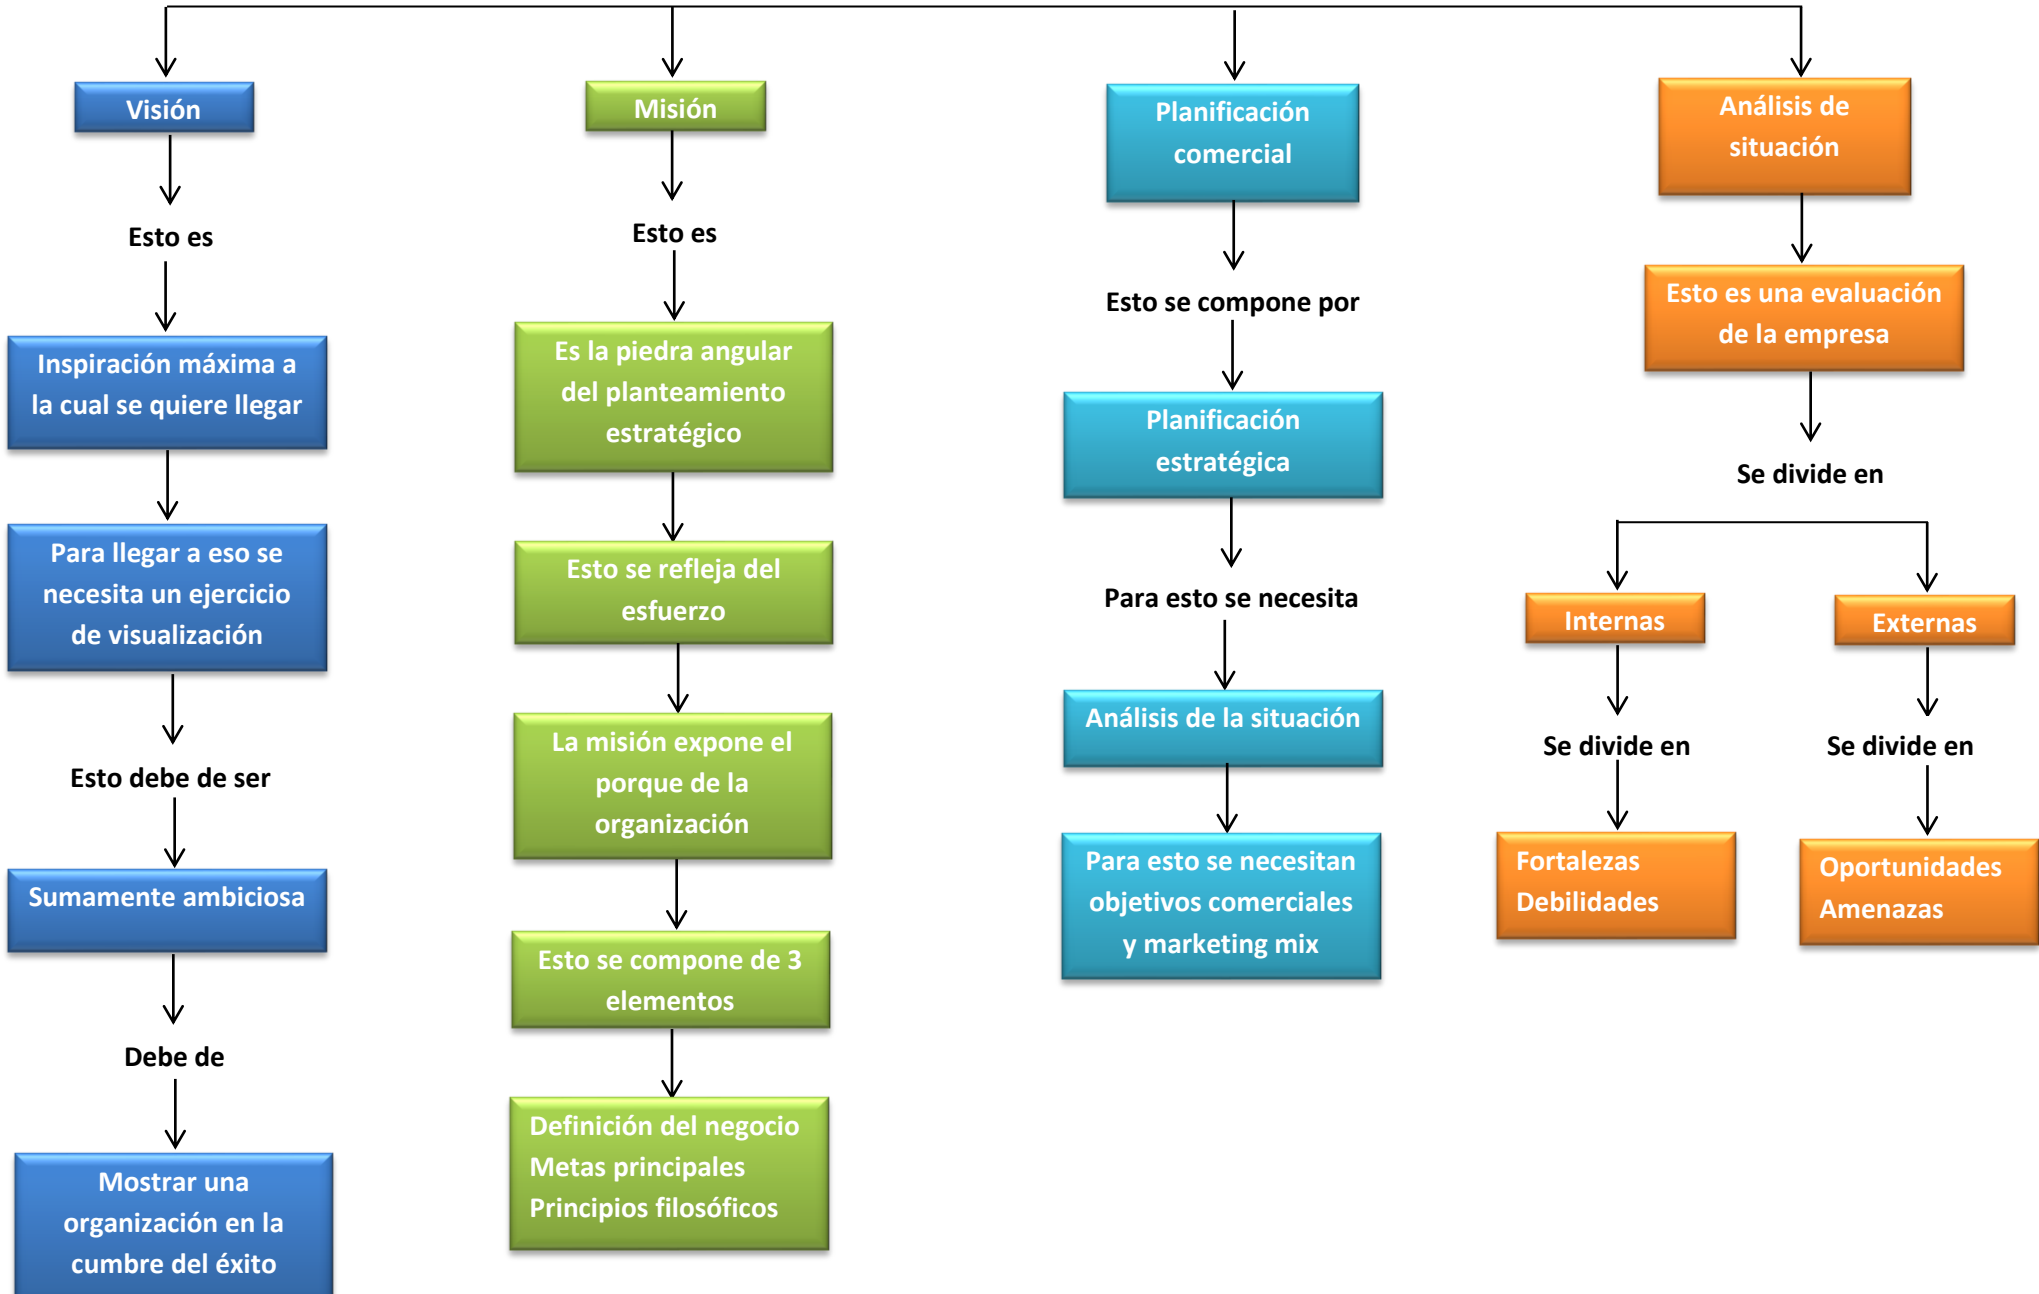 Visión
Esto es
Inspiración máxima a
la cual se quiere llegar
Para llegar a eso se
necesita un ejercicio
de visualización
Esto debe de ser
Sumamente ambiciosa
Debe de
Mostrar una
organización en la
cumbre del éxito
Misión
Esto es
Es la piedra angular
del planteamiento
estratégico
Esto se refleja del
esfuerzo
La misión expone el
porque de la
organización
Esto se compone de 3
elementos
Definición del negocio
Metas principales
Principios filosóficos
Planificación
comercial
Esto se compone por
Planificación
estratégica
Para esto se necesita
Análisis de la situación
Para esto se necesitan
objetivos comerciales
y marketing mix
Análisis de
situación
Esto es una evaluación
de la empresa
Se divide en
Internas
Se divide en
Fortalezas
Debilidades
Externas
Se divide en
Oportunidades
Amenazas